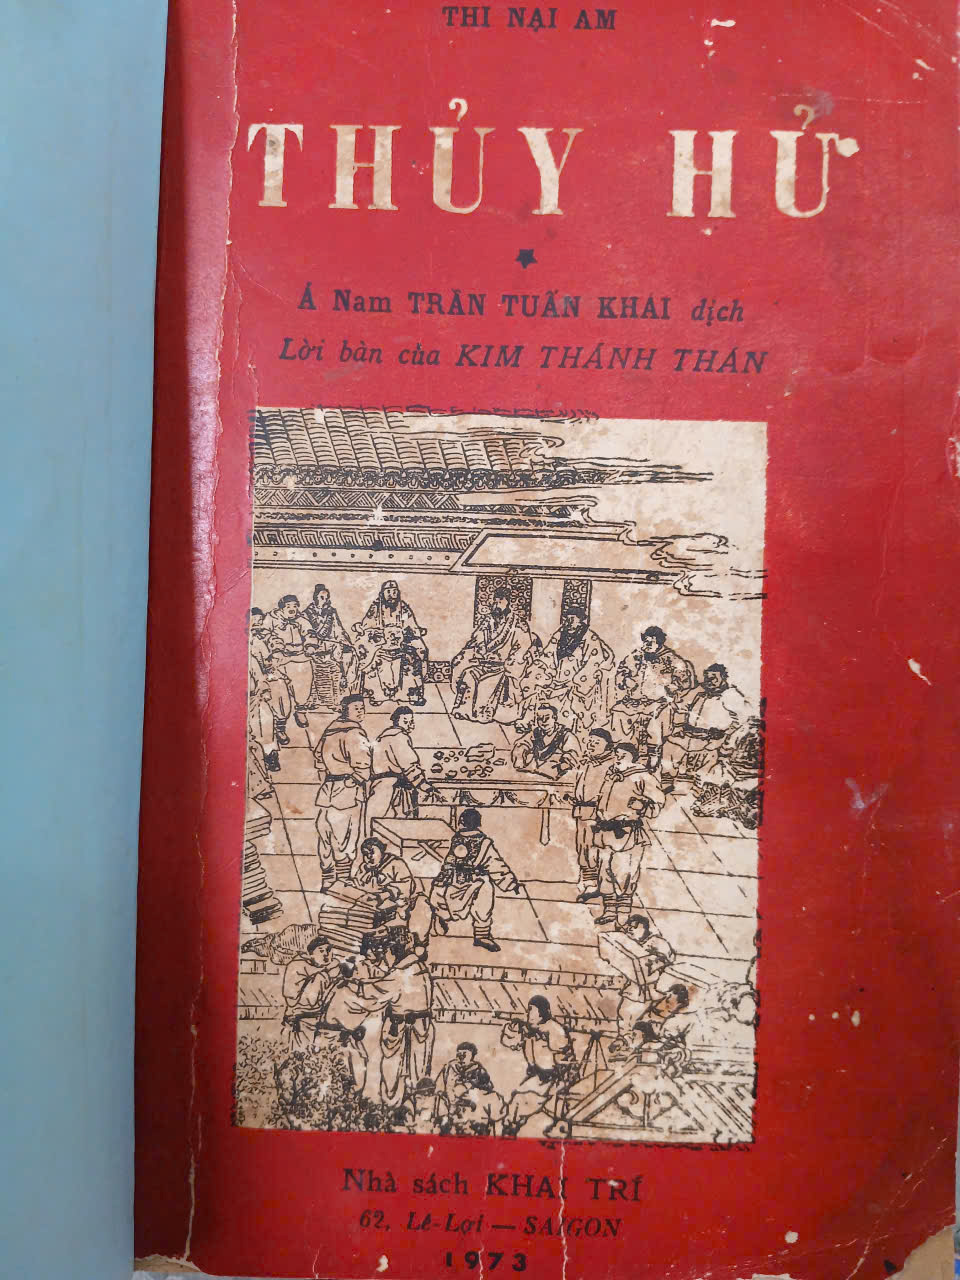 THI NẠI AM
THỦY HỬ
Á Nam TRẦN TUẤN KHẢI dịch
Lời bàn của KIM THÁNH THÁN
Nhà sách KHAI TRÍ
62, Lê-Lợi — SAIGON
1973